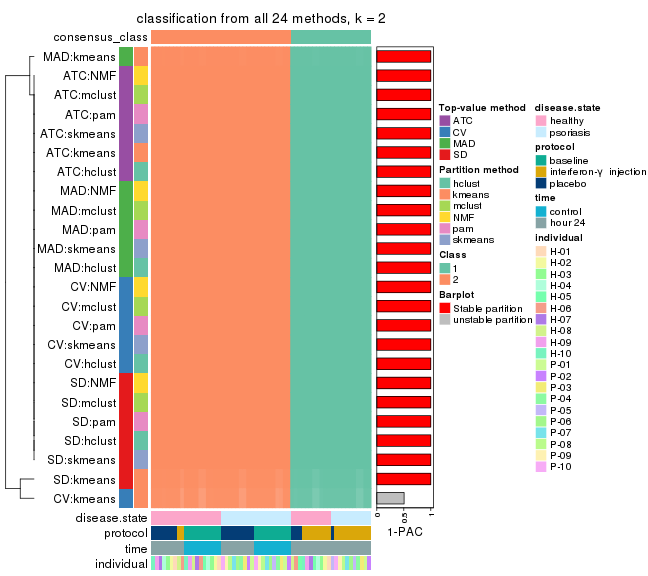 classification from all 24 methods, k = 2
consensus_class
MAD:kmeans
ATC:NMF
ATC:mclust
ATC:pam
ATC:skmeans
ATC:kmeans
ATC:hclust
MAD:NMF
MAD:mclust
MAD:pam
MAD:skmeans
MAD:hclust
CV:NMF
CV:mclust
CV:pam
CV:skmeans
CV:hclust
SD:NMF
SD:mclust
SD:pam
SD:hclust
SD:skmeans
SD:kmeans
CV:kmeans
disease.state
protocol
time
individual
0
0.5
1
1-PAC
Top-value method
ATC
CV
MAD
SD
Partition method
hclust
kmeans
mclust
NMF
pam
skmeans
Class
1
2
Barplot
Stable partition
unstable partition
disease.state
healthy
psoriasis
protocol
baseline
interferon-γ injection
placebo
time
control
hour 24
individual
H-01
H-02
H-03
H-04
H-05
H-06
H-07
H-08
H-09
H-10
P-01
P-02
P-03
P-04
P-05
P-06
P-07
P-08
P-09
P-10